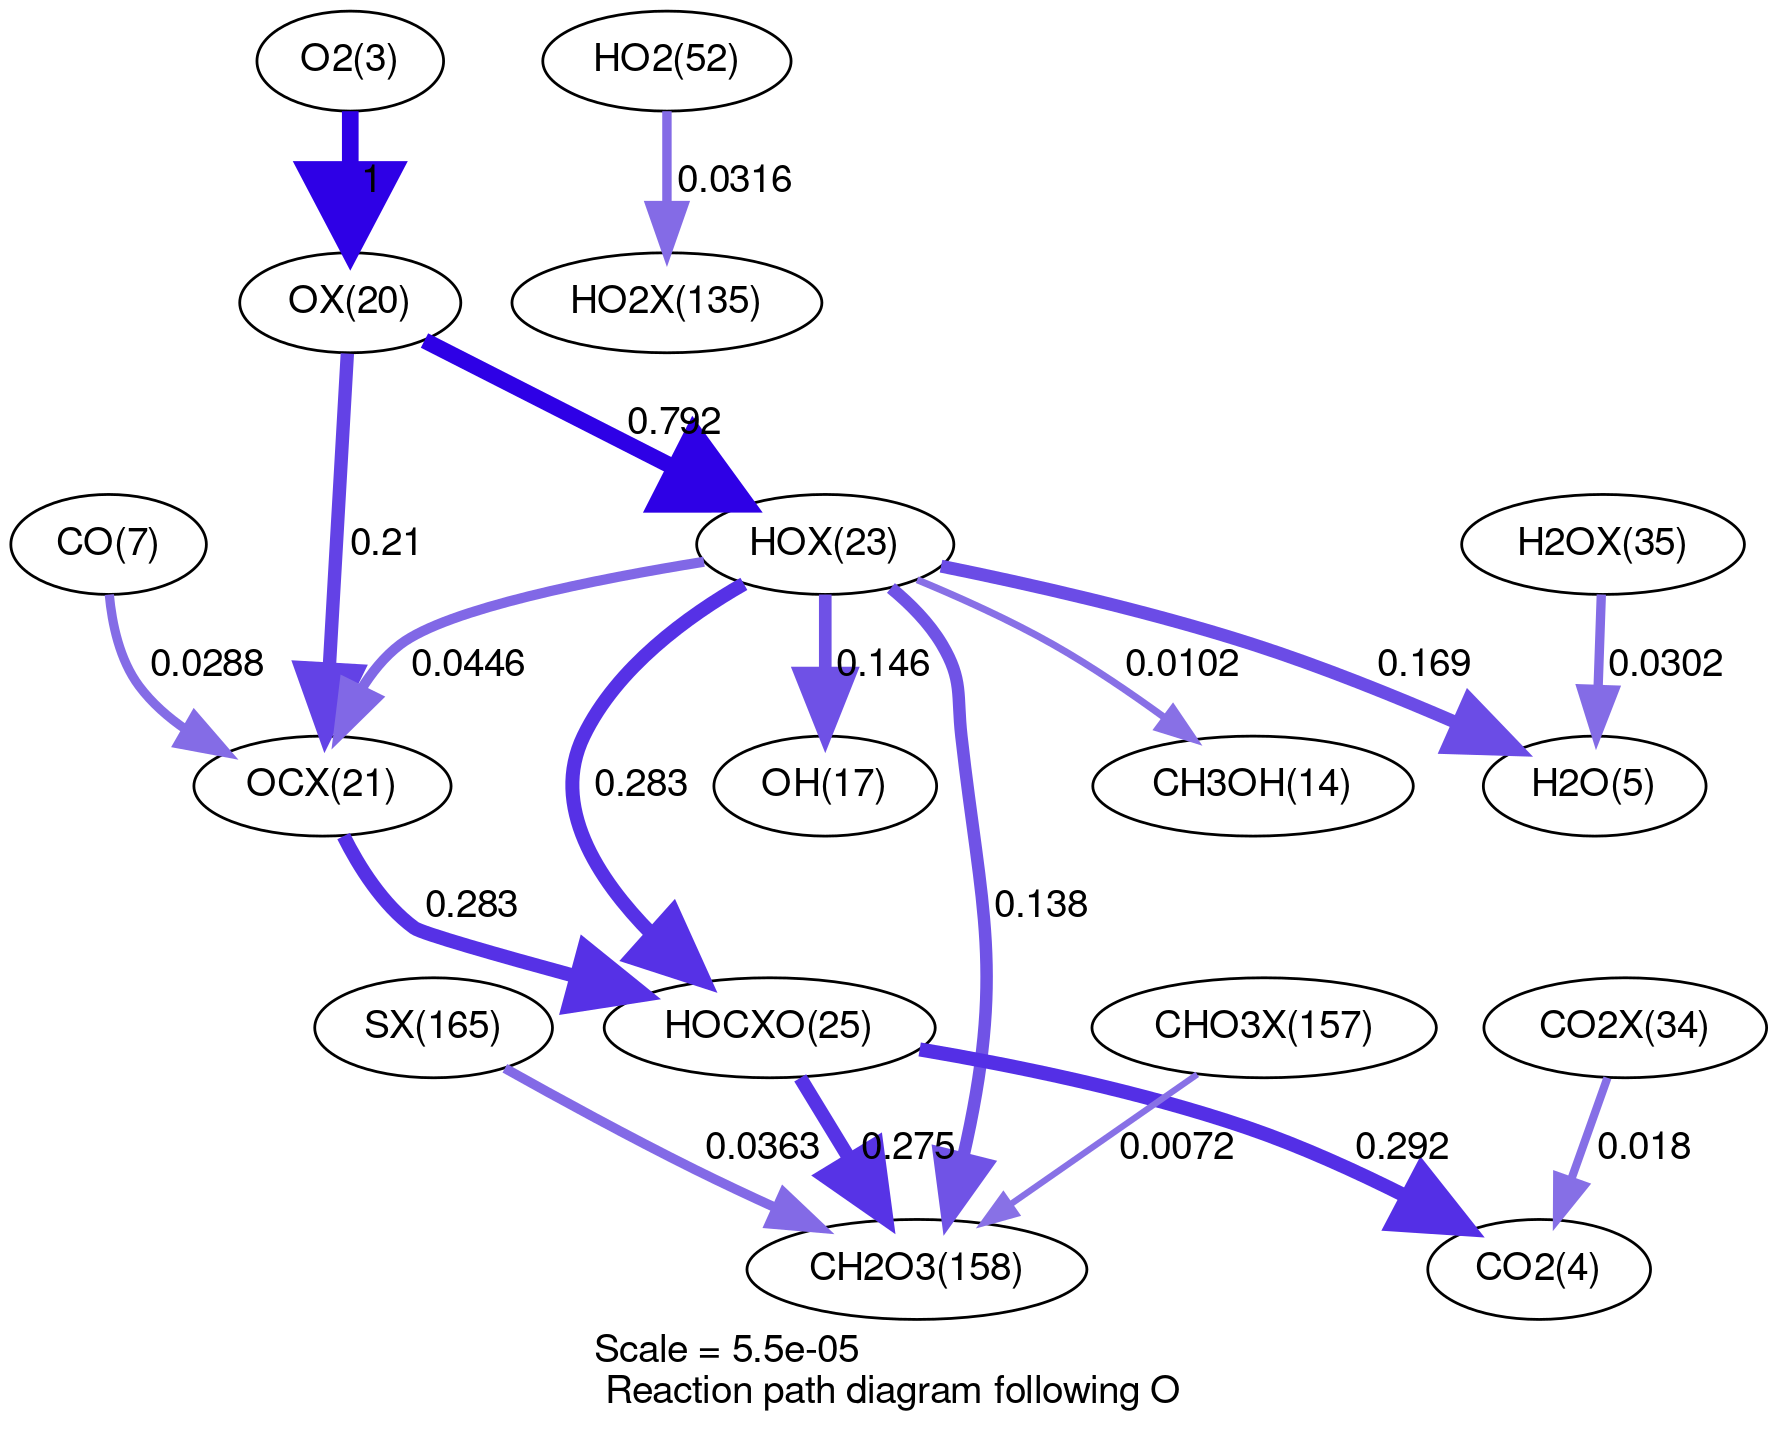 O2(3)
HO2(52)
1
0.0316
OX(20)
HO2X(135)
0.792
CO(7)
0.21
HOX(23)
H2OX(35)
0.0288
0.0446
0.146
0.0102
0.169
0.0302
OCX(21)
0.283
OH(17)
CH3OH(14)
H2O(5)
0.283
0.138
SX(165)
HOCXO(25)
CHO3X(157)
CO2X(34)
0.0363
0.275
0.0072
0.292
0.018
CH2O3(158)
CO2(4)
Scale = 5.5e-05
Reaction path diagram following O